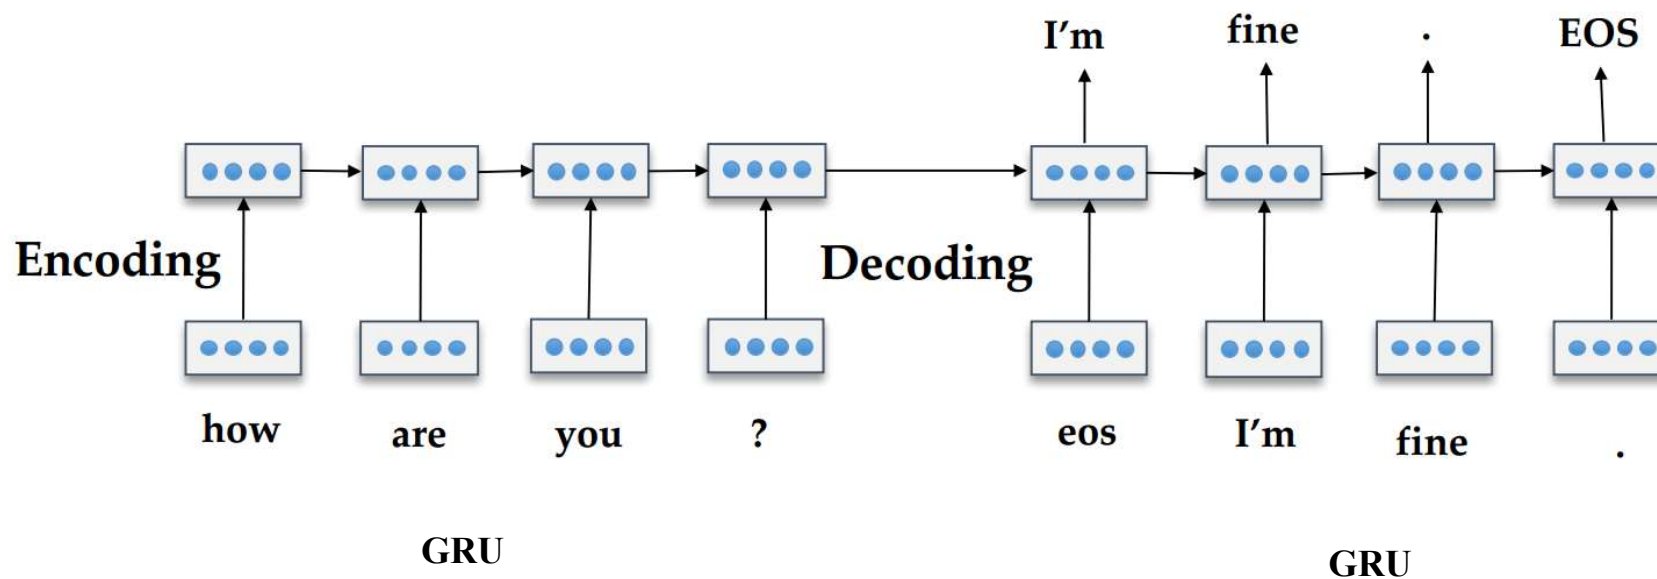 I’m fine . EOS
Encoding Decoding
how are you ? eos I’m fine .
GRU GRU